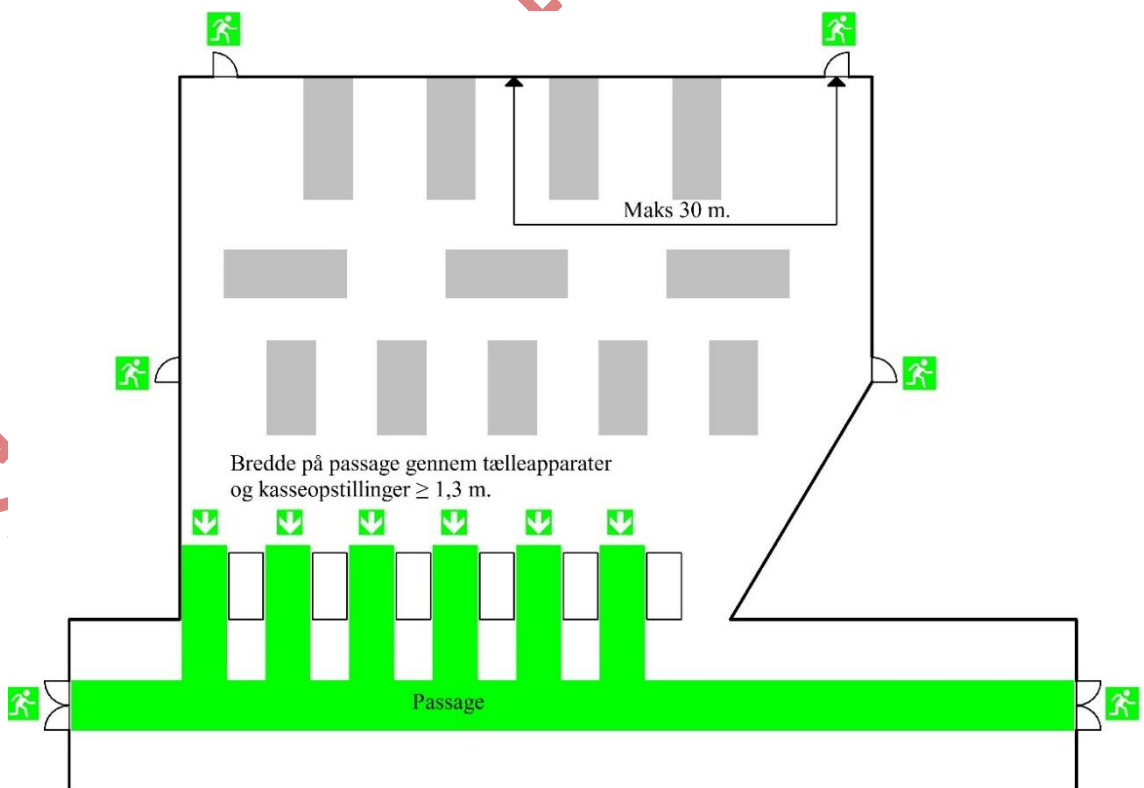 Maks 30 m.
Bredde på passage gennem tælleapparater
og kasseopstillinger ≥ 1,3 m.
Passage